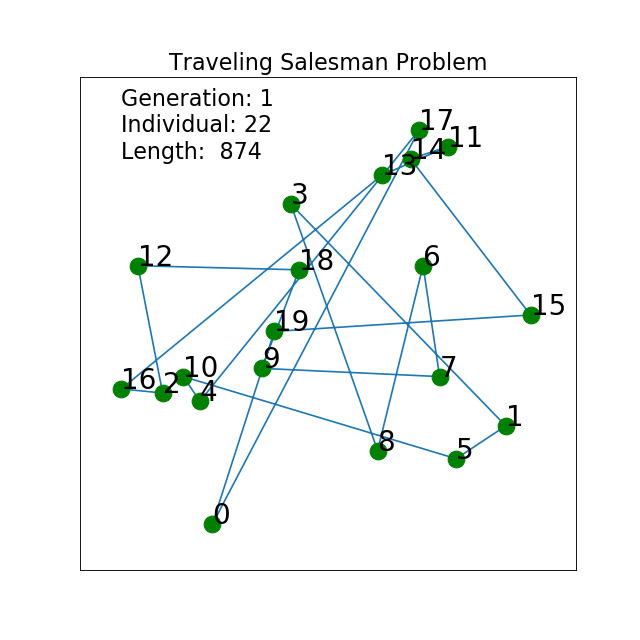 Traveling Salesman Problem
Generation: 1
Individual: 22
Length: 874
17
14 11
13
3
12 18 6
15
19
9
16 2 10 4 7
1
8 5
0